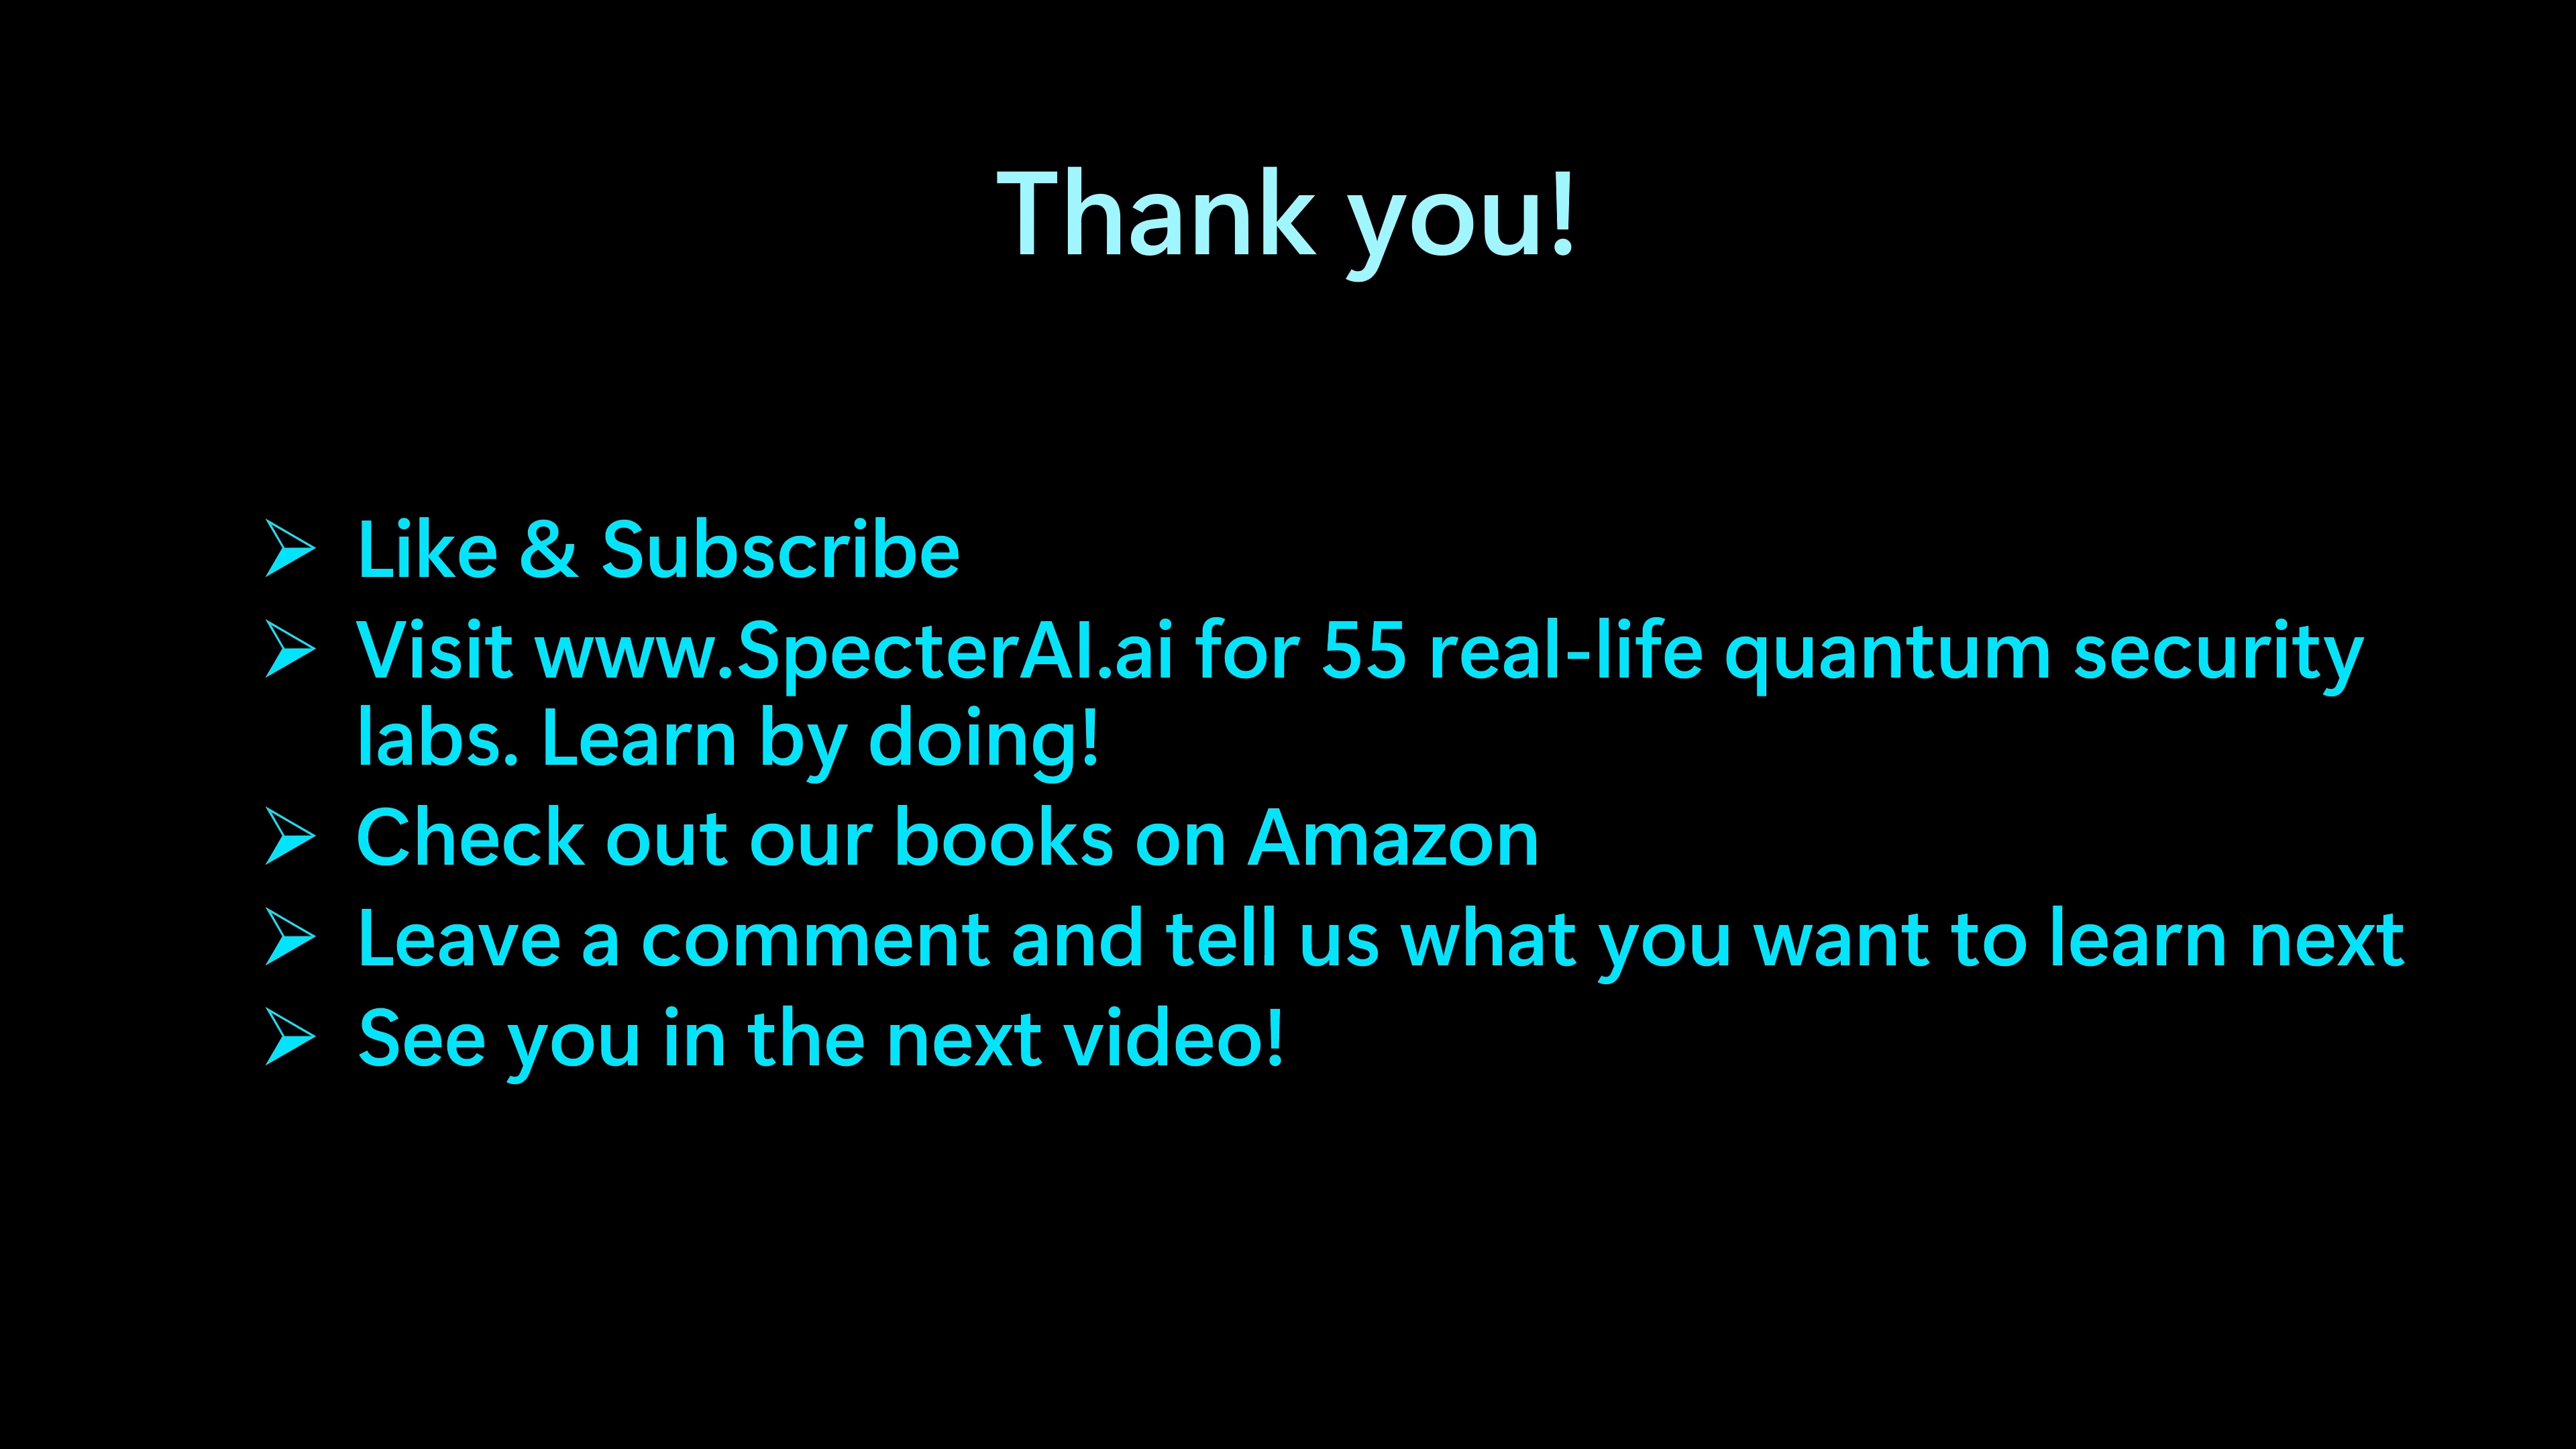 Thank you!
➢ Like & Subscribe
➢ Visit www.SpecterAI.ai for 55 real-life quantum security
labs. Learn by doing!
➢ Check out our books on Amazon
➢ Leave a comment and tell us what you want to learn next
➢ See you in the next video!